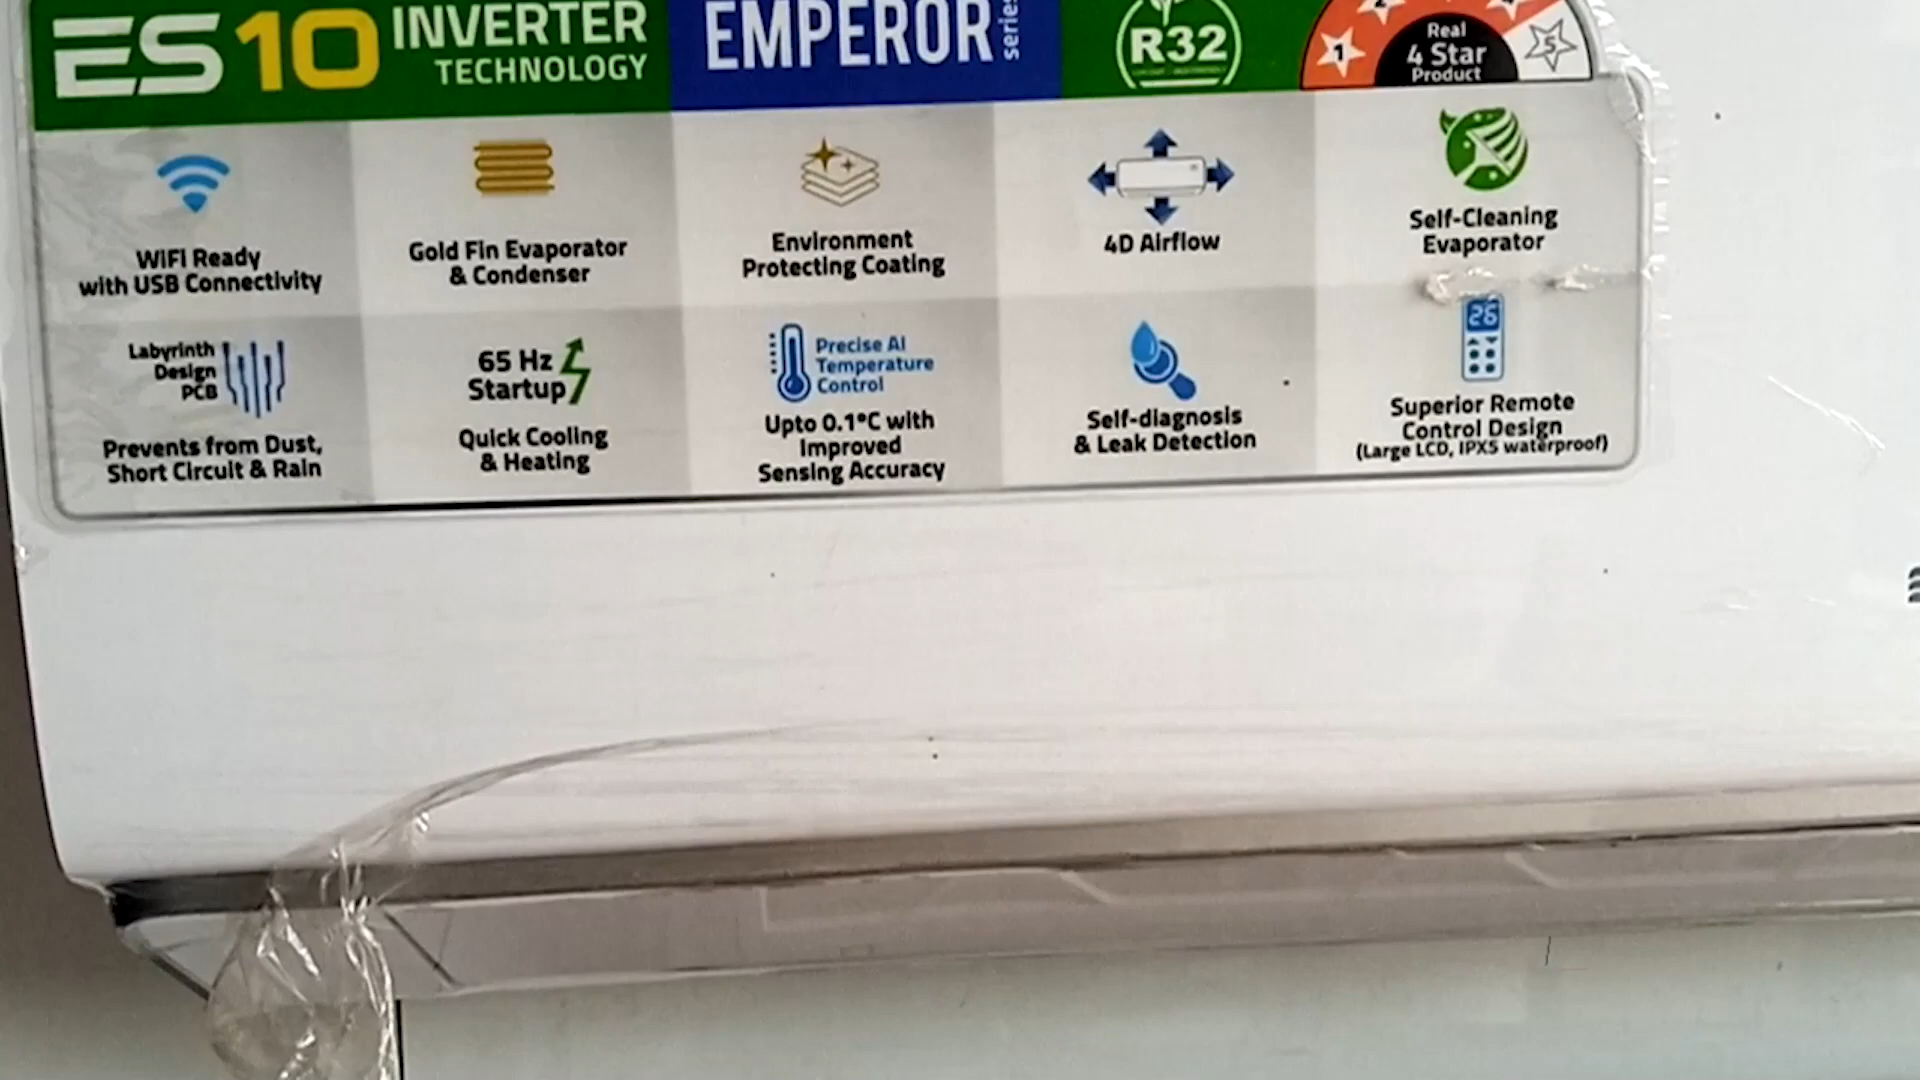 ES10 INVERTER
TECHNOLOGY
EMPEROR series
R32
Real
4 Star
Product
1
5
WIFI Ready
with USB Connectivity
Gold Fin Evaporator
& Condenser
Environment
Protecting Coating
4D Airflow
Self-Cleaning
Evaporator
Labyrinth
Design
PCB
Prevents from Dust,
Short Circuit & Rain
65 Hz
Startup
Quick Cooling
& Heating
Precise AI
Temperature
Control
Upto 0.1°C with
Improved
Sensing Accuracy
Self-diagnosis
& Leak Detection
26
Superior Remote
Control Design
(Large LCD, IPX5 waterproof)